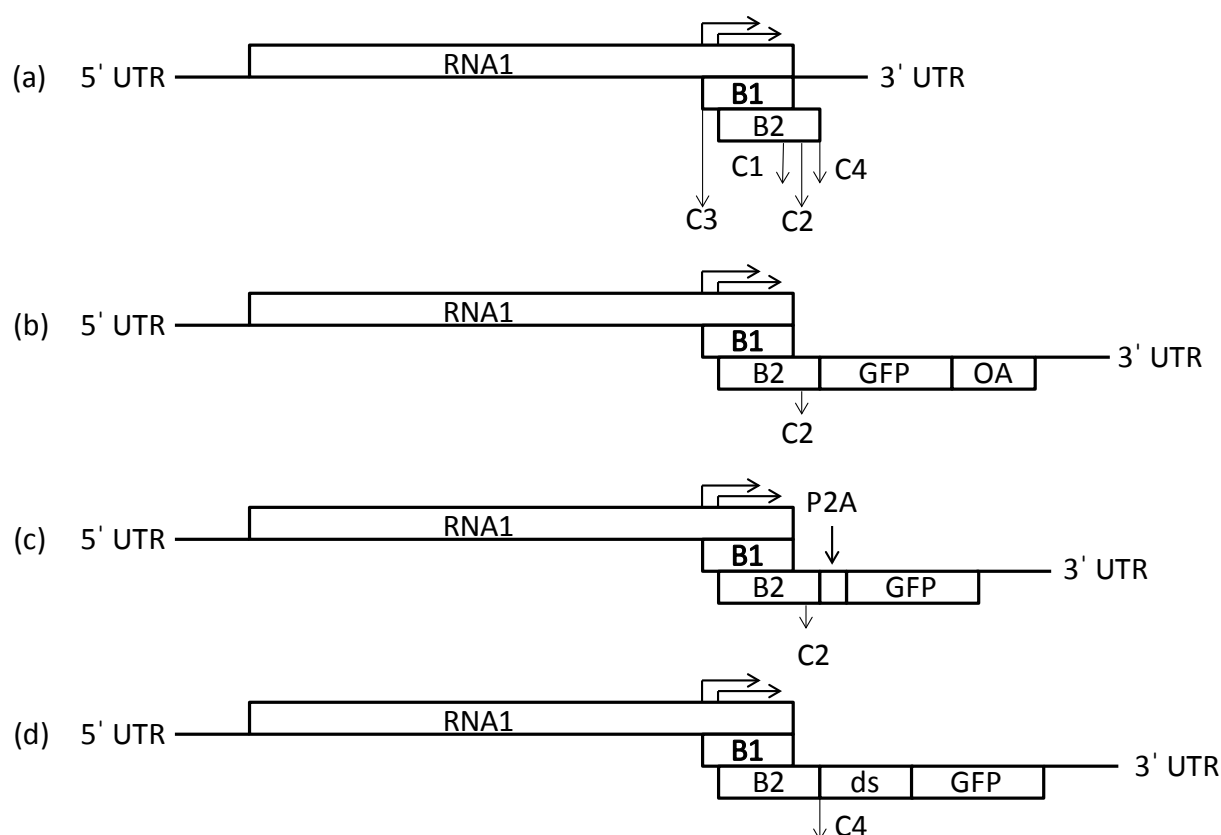 (a) 5' UTR RNA1 3' UTR
B1
B2
C1 C4
C3 C2
(b) 5' UTR RNA1
B1 3' UTR
B2 GFP OA
C2
P2A
(c) 5' UTR RNA1
B1 3' UTR
B2 GFP
C2
(d) 5' UTR RNA1
B1 3' UTR
B2 ds GFP
C4